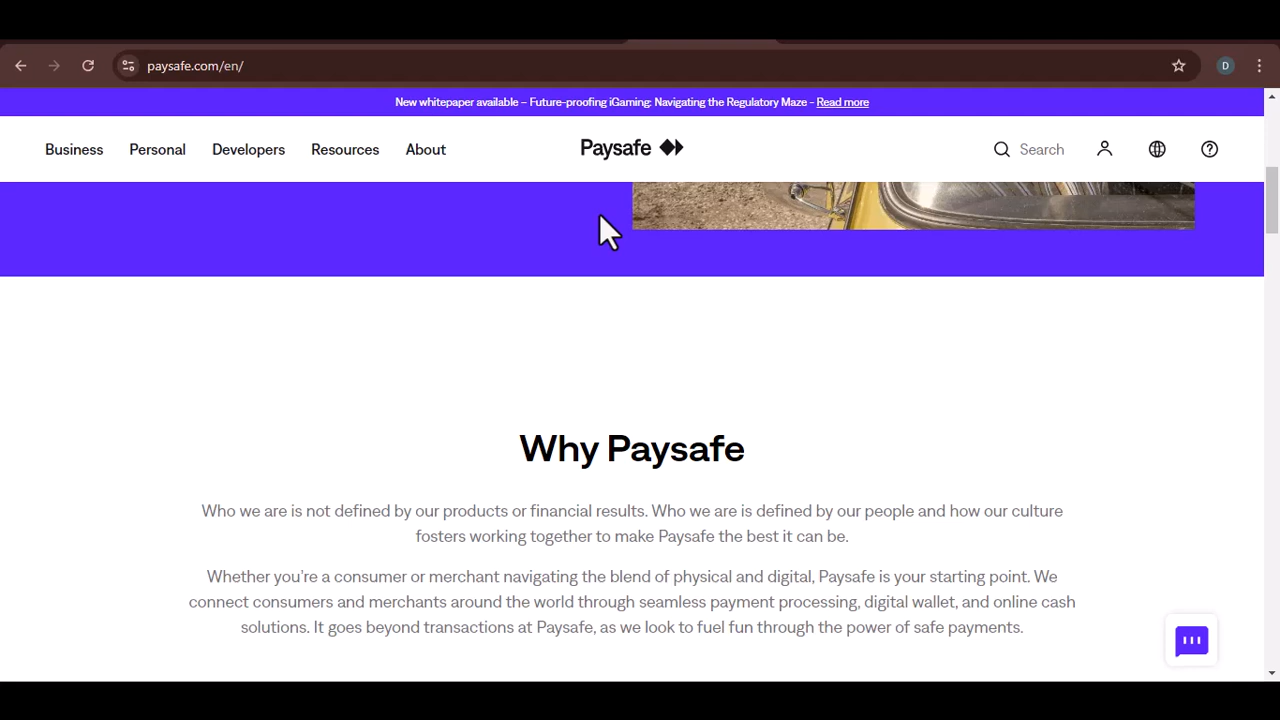 paysafe.com/en/
D
New whitepaper available – Future-proofing iGaming: Navigating the Regulatory Maze - Read more
Business Personal Developers Resources About Paysafe Search
Why Paysafe
Who we are is not defined by our products or financial results. Who we are is defined by our people and how our culture
fosters working together to make Paysafe the best it can be.
Whether you’re a consumer or merchant navigating the blend of physical and digital, Paysafe is your starting point. We
connect consumers and merchants around the world through seamless payment processing, digital wallet, and online cash
solutions. It goes beyond transactions at Paysafe, as we look to fuel fun through the power of safe payments.